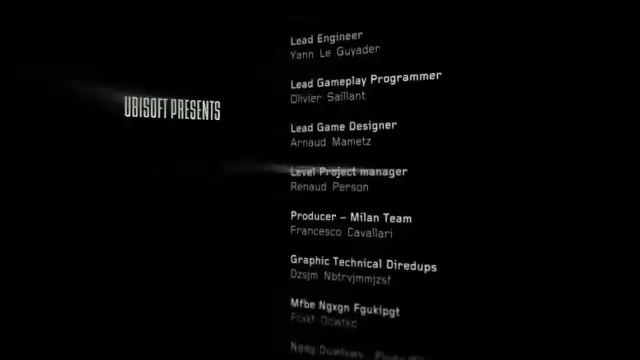 UBISOFT PRESENTS
Lead Engineer
Yann Le Guyader
Lead Gameplay Programmer
Olivier Saillant
Lead Game Designer
Arnaud Mametz
Level Project manager
Renaud Person
Producer – Milan Team
Francesco Cavallari
Graphic Technical Diredups
Dzsjm Nbtrvjmmjzsf
Mfbe Ngxgn Fgukipgt